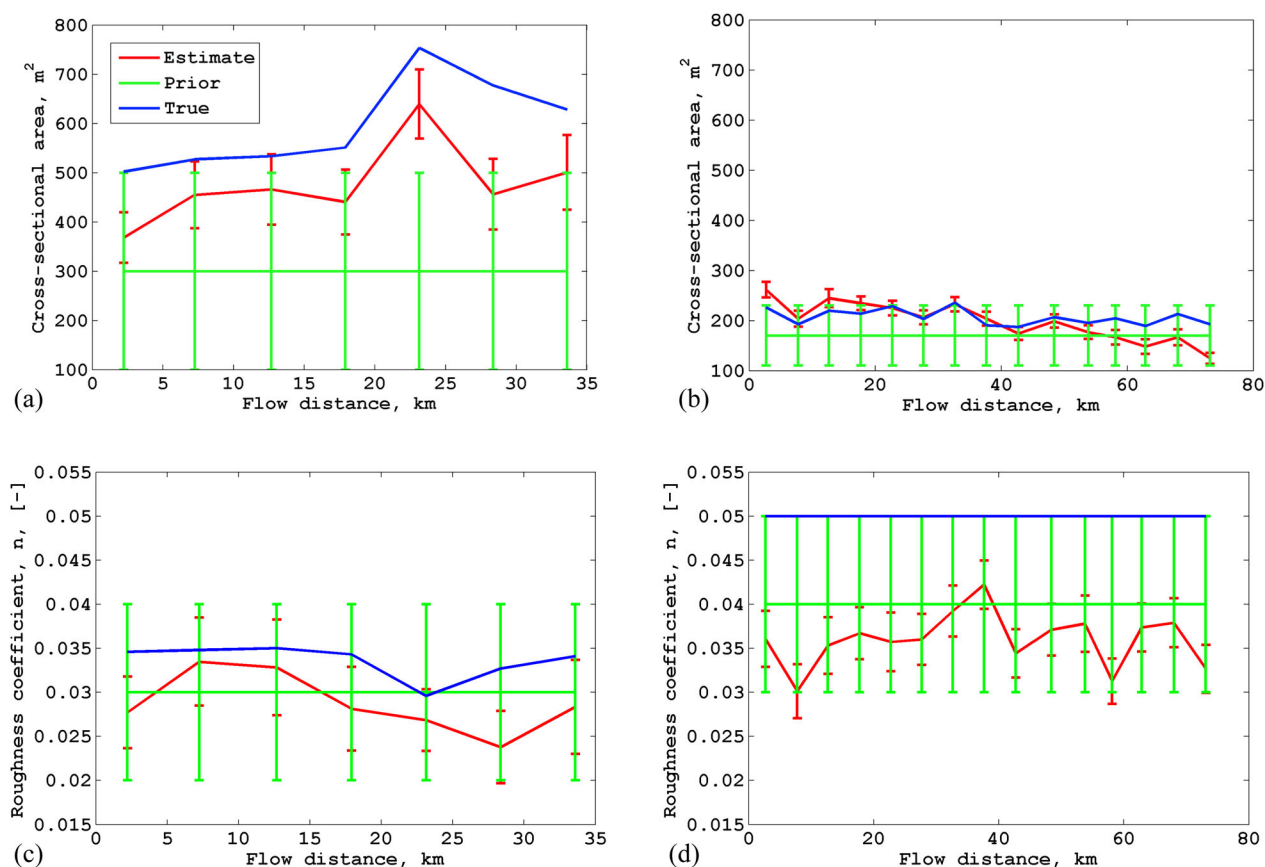 800
700
600
500
400
300
200
100
Cross-sectional area, m²
Estimate
Prior
True
0 5 10 15 20 25 30 35
Flow distance, km
(a)
800
700
600
500
400
300
200
100
Cross-sectional area, m²
0 20 40 60 80
Flow distance, km
(b)
0.055
0.05
0.045
0.04
0.035
0.03
0.025
0.02
0.015
Roughness coefficient, n, [-]
0 5 10 15 20 25 30 35
Flow distance, km
(c)
0.055
0.05
0.045
0.04
0.035
0.03
0.025
0.02
0.015
Roughness coefficient, n, [-]
0 20 40 60 80
Flow distance, km
(d)